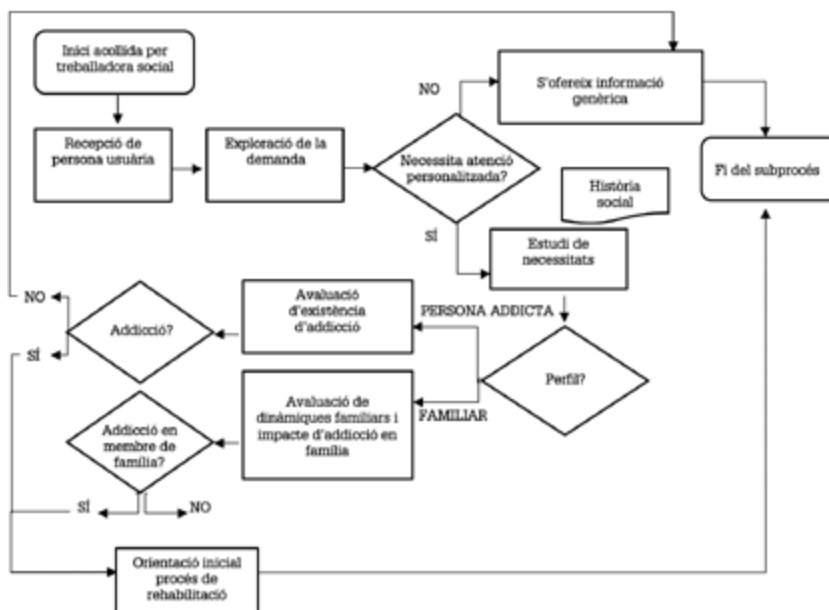 Inici acollida per
treballadora social
Recepció de
persona usuària
Exploració de la
demanda
Necessita atenció
personalitzada?
NO
S'ofereix informació
genèrica
Fi del subprocés
SÍ
Història
social
Estudi de
necessitats
Perfil?
PERSONA ADDICTA
FAMILIAR
Avaluació
d'existència
d'addicció
Addicció?
NO
SÍ
Avaluació de
dinàmiques familiars i
impacte d'addicció en
família
Addicció en
membre de
família?
SÍ
NO
Orientació inicial
procés de
rehabilitació